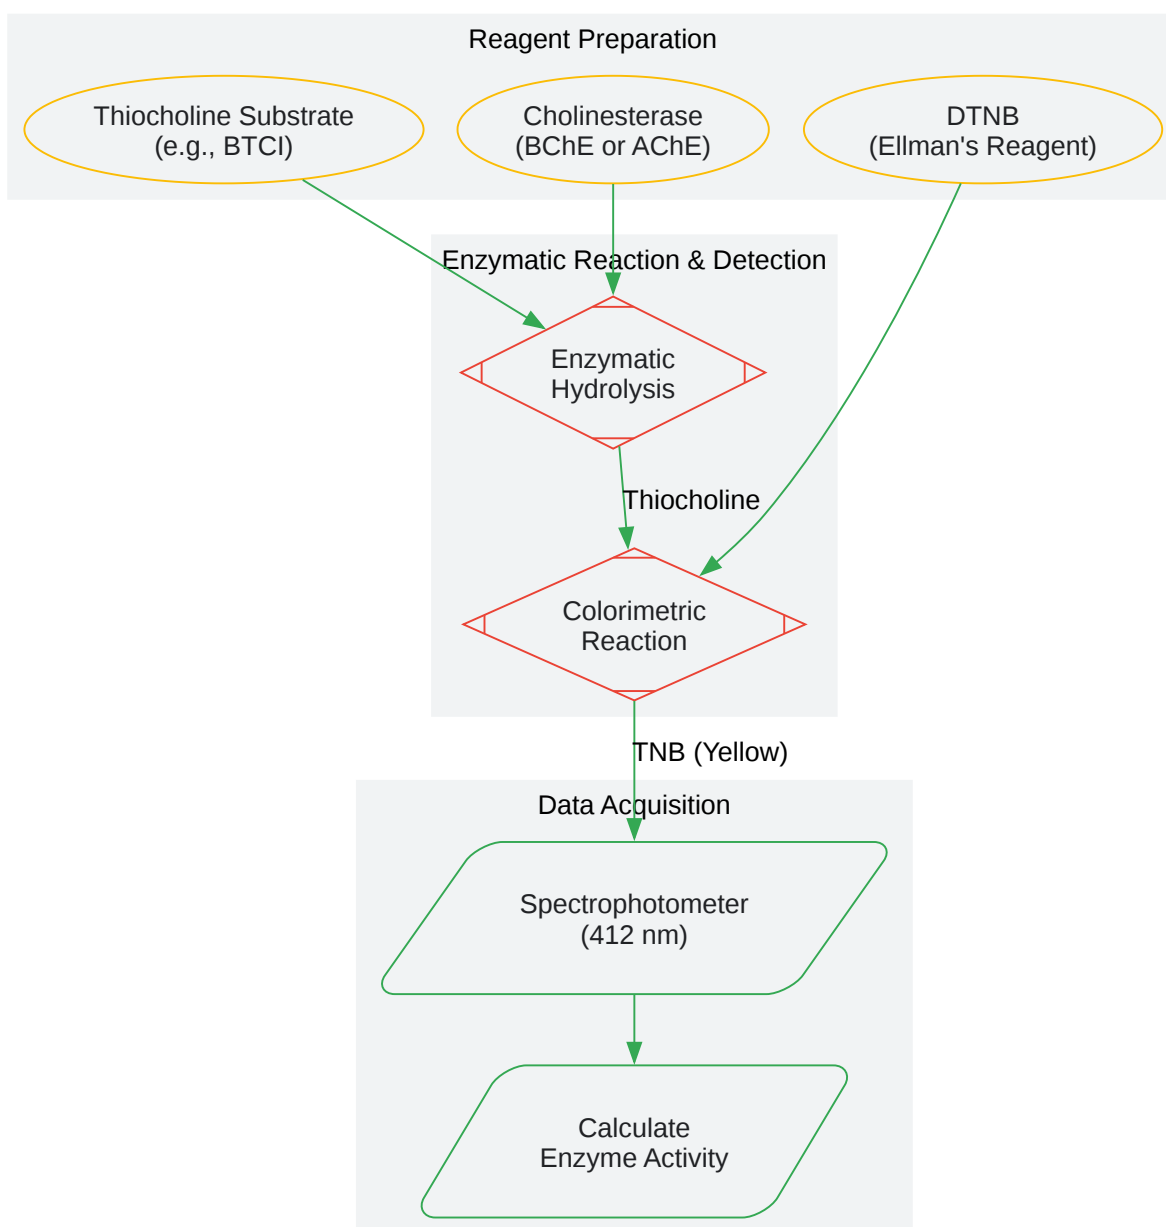 Reagent Preparation
Thiocholine Substrate
(e.g., BTCI)
Cholinesterase
(BChE or AChE)
DTNB
(Ellman's Reagent)
Enzymatic Reaction & Detection
Enzymatic
Hydrolysis
Thiocholine
Colorimetric
Reaction
TNB (Yellow)
Data Acquisition
Spectrophotometer
(412 nm)
Calculate
Enzyme Activity